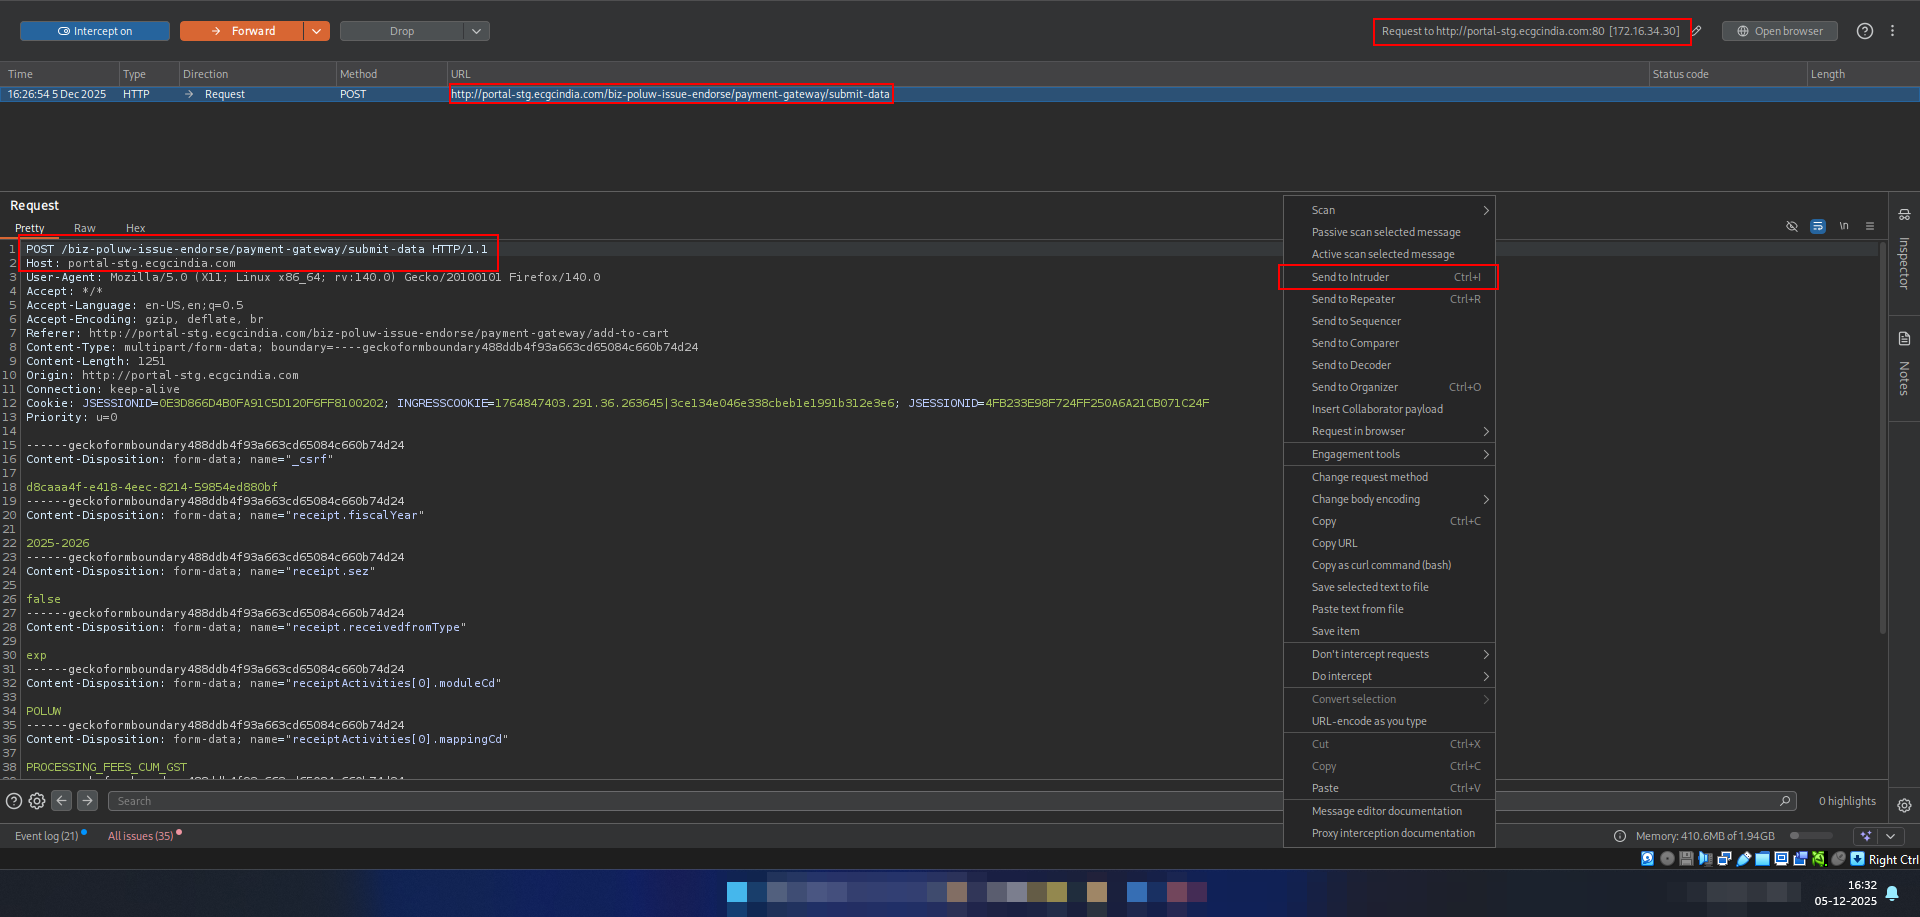 Intercept on
Forward
Drop
Request to http://portal-stg.ecgcindia.com:80 [172.16.34.30]
Open browser
Time Type Direction Method URL Status code Length
16:26:54 5 Dec 2025 HTTP Request POST http://portal-stg.ecgcindia.com/biz-poluw-issue-endorse/payment-gateway/submit-data
Request
Pretty Raw Hex
\n
1 POST /biz-poluw-issue-endorse/payment-gateway/submit-data HTTP/1.1
2 Host: portal-stg.ecgcindia.com
3 User-Agent: Mozilla/5.0 (X11; Linux x86_64; rv:140.0) Gecko/20100101 Firefox/140.0
4 Accept: */*
5 Accept-Language: en-US,en;q=0.5
6 Accept-Encoding: gzip, deflate, br
7 Referer: http://portal-stg.ecgcindia.com/biz-poluw-issue-endorse/payment-gateway/add-to-cart
8 Content-Type: multipart/form-data; boundary=----geckoformboundary488ddb4f93a663cd65084c660b74d24
9 Content-Length: 1251
10 Origin: http://portal-stg.ecgcindia.com
11 Connection: keep-alive
12 Cookie: JSESSIONID=0E3D866D4B0FA91C5D120F6FF8100202; INGRESSCOOKIE=1764847403.291.36.263645|3ce134e046e338cbeb1e1991b312e3e6; JSESSIONID=4FB233E98F724FF250A6A21CB071C24F
13 Priority: u=0
14
15 ------geckoformboundary488ddb4f93a663cd65084c660b74d24
16 Content-Disposition: form-data; name="_csrf"
17
18 d8caaa4f-e418-4eec-8214-59854ed880bf
19 ------geckoformboundary488ddb4f93a663cd65084c660b74d24
20 Content-Disposition: form-data; name="receipt.fiscalYear"
21
22 2025-2026
23 ------geckoformboundary488ddb4f93a663cd65084c660b74d24
24 Content-Disposition: form-data; name="receipt.sez"
25
26 false
27 ------geckoformboundary488ddb4f93a663cd65084c660b74d24
28 Content-Disposition: form-data; name="receipt.receivedfromType"
29
30 exp
31 ------geckoformboundary488ddb4f93a663cd65084c660b74d24
32 Content-Disposition: form-data; name="receiptActivities[0].moduleCd"
33
34 POLUW
35 ------geckoformboundary488ddb4f93a663cd65084c660b74d24
36 Content-Disposition: form-data; name="receiptActivities[0].mappingCd"
37
38 PROCESSING_FEES_CUM_GST
Scan
Passive scan selected message
Active scan selected message
Send to Intruder Ctrl+I
Send to Repeater Ctrl+R
Send to Sequencer
Send to Comparer
Send to Decoder
Send to Organizer Ctrl+O
Insert Collaborator payload
Request in browser
Engagement tools
Change request method
Change body encoding
Copy Ctrl+C
Copy URL
Copy as curl command (bash)
Save selected text to file
Paste text from file
Save item
Don't intercept requests
Do intercept
Convert selection
URL-encode as you type
Cut Ctrl+X
Copy Ctrl+C
Paste Ctrl+V
Message editor documentation
Proxy interception documentation
Inspector
Notes
Search
0 highlights
Event log (21) All issues (35)
Memory: 410.6MB of 1.94GB
Right Ctrl
16:32
05-12-2025